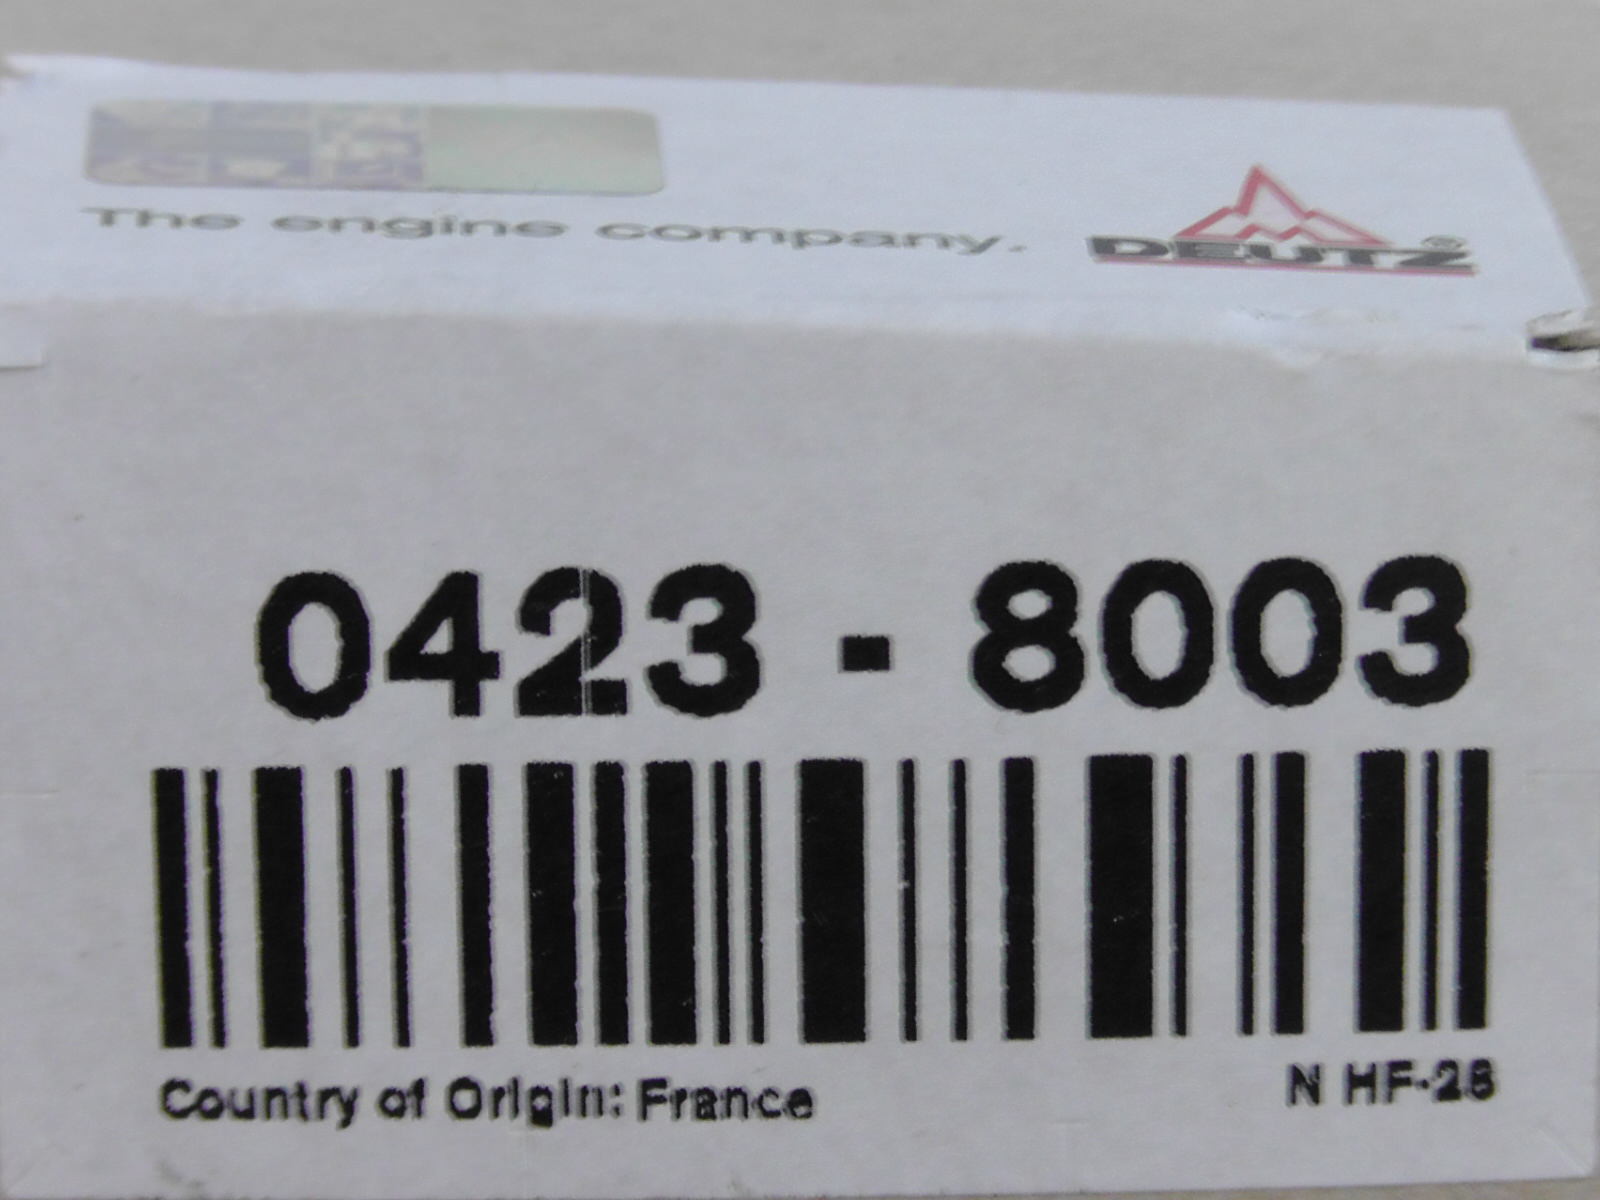 The engine company.
DEUTZ®
0423-8003
Country of Origin: France
N HF-28